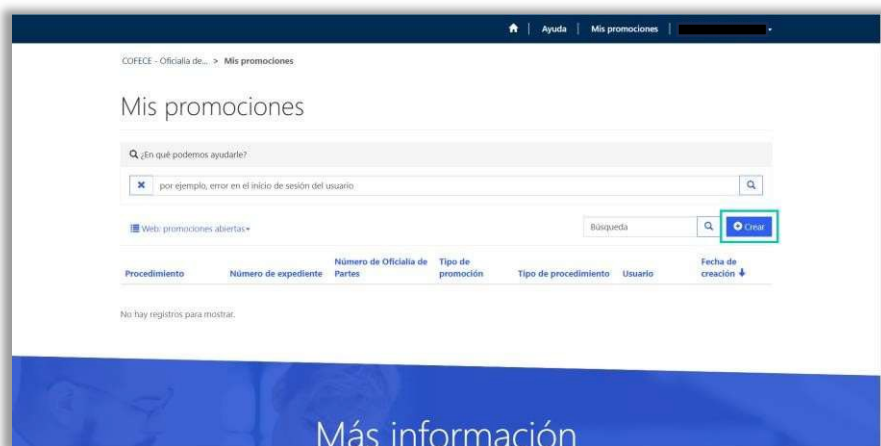 Ayuda | Mis promociones |
COFECE - Oficialía de... > Mis promociones
Mis promociones
¿En qué podemos ayudarle?
por ejemplo, error en el inicio de sesión del usuario
Web: promociones abiertas
Búsqueda
Crear
Procedimiento Número de expediente Número de Oficialía de Partes Tipo de promoción Tipo de procedimiento Usuario Fecha de creación
No hay registros para mostrar.
Más información